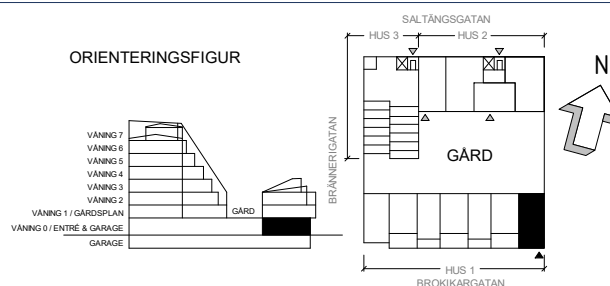 ORIENTERINGSFIGUR
VÅNING 7
VÅNING 6
VÅNING 5
VÅNING 4
VÅNING 3
VÅNING 2
VÅNING 1 / GÅRDSPLAN
GÅRD
VÅNING 0 / ENTRÉ & GARAGE
GARAGE
SALTÄNGSGATAN
HUS 3
HUS 2
BRÄNNERIGATAN
GÅRD
HUS 1
BROKIKARGATAN
N